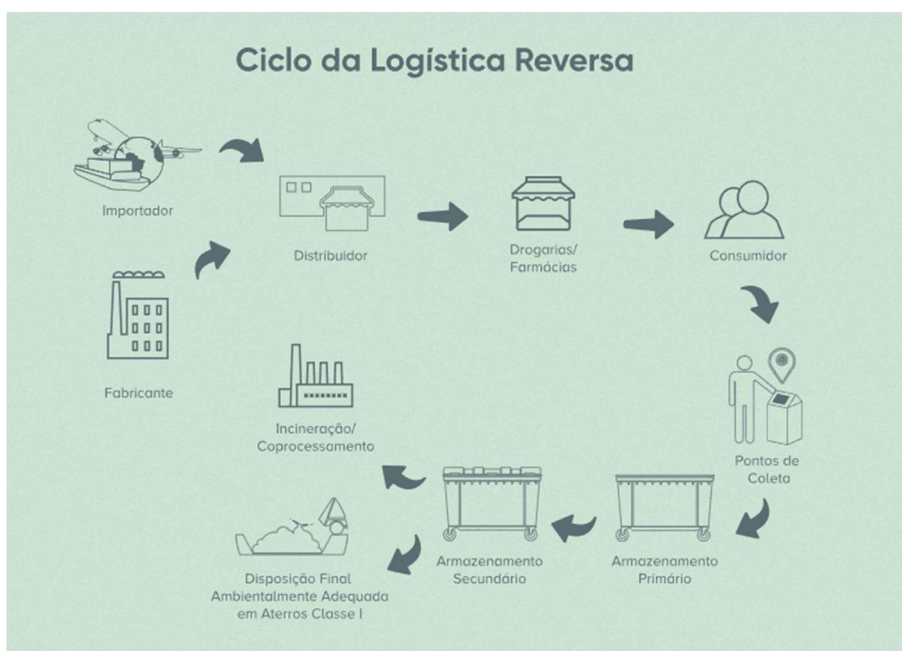 Ciclo da Logística Reversa
Importador
Distribuidor
Drogarias/
Farmácias
Consumidor
Fabricante
Incineração/
Coprocessamento
Pontos de
Coleta
Armazenamento
Secundário
Armazenamento
Primário
Disposição Final
Ambientalmente Adequada
em Aterros Classe I